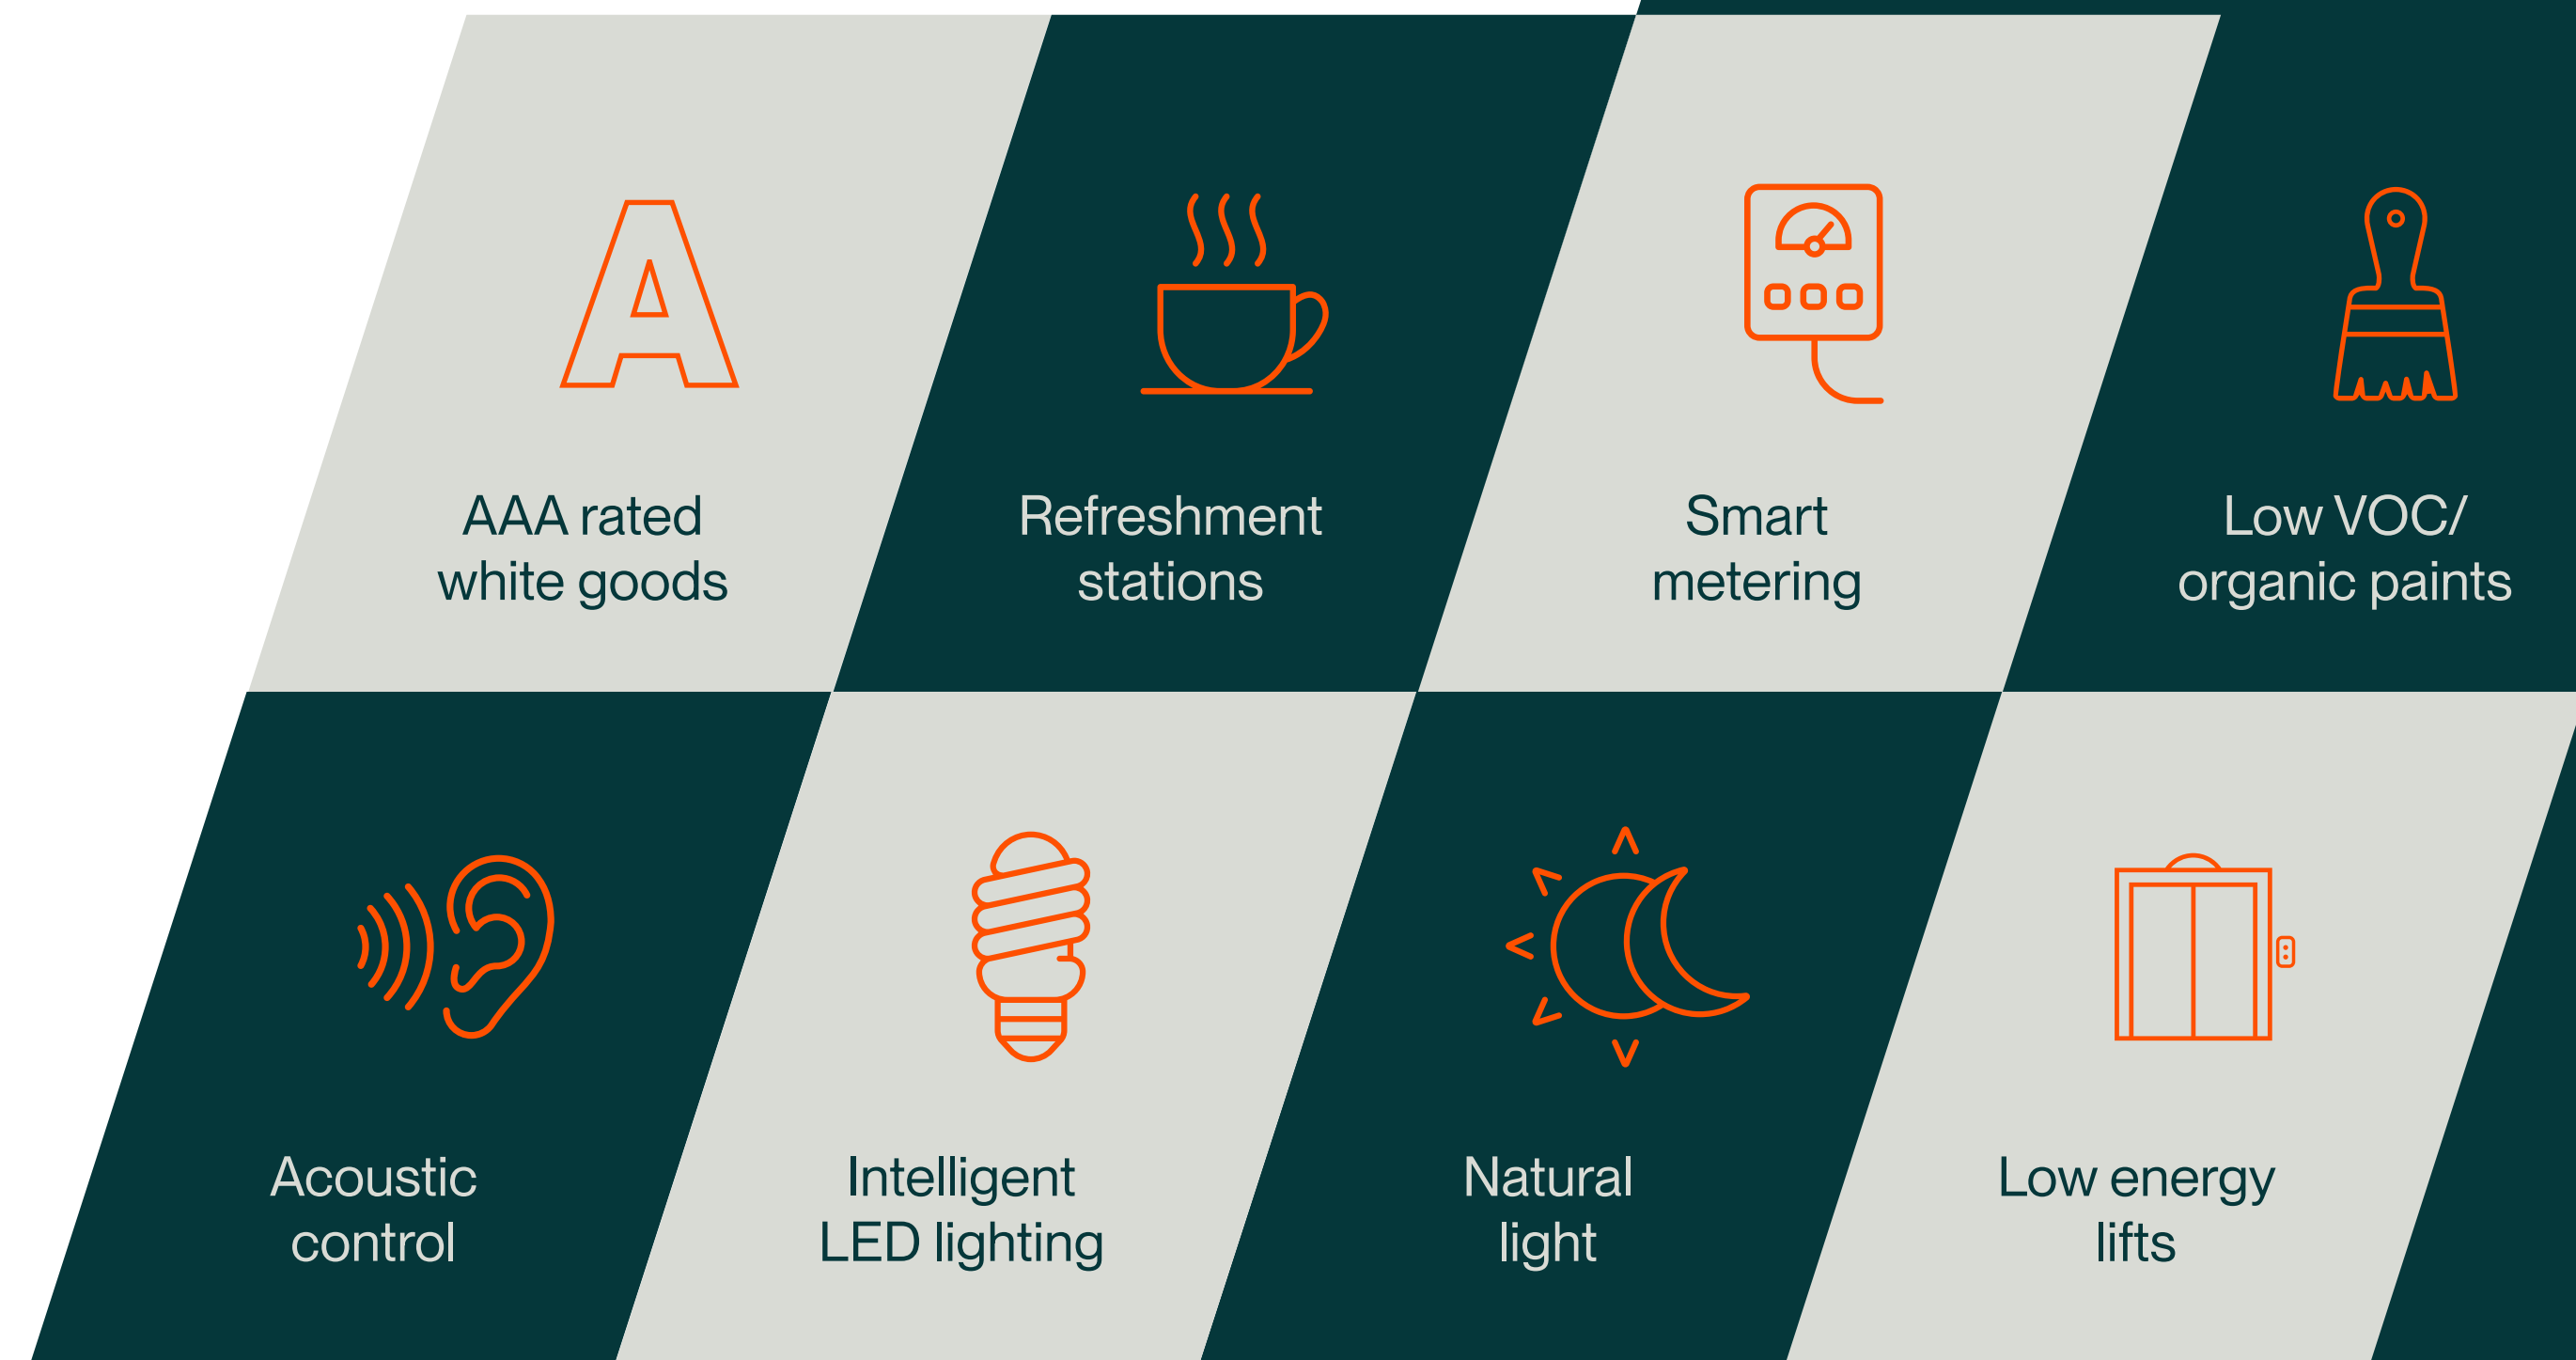 AAA rated
white goods
Refreshment
stations
Smart
metering
Low VOC/
organic paints
Acoustic
control
Intelligent
LED lighting
Natural
light
Low energy
lifts